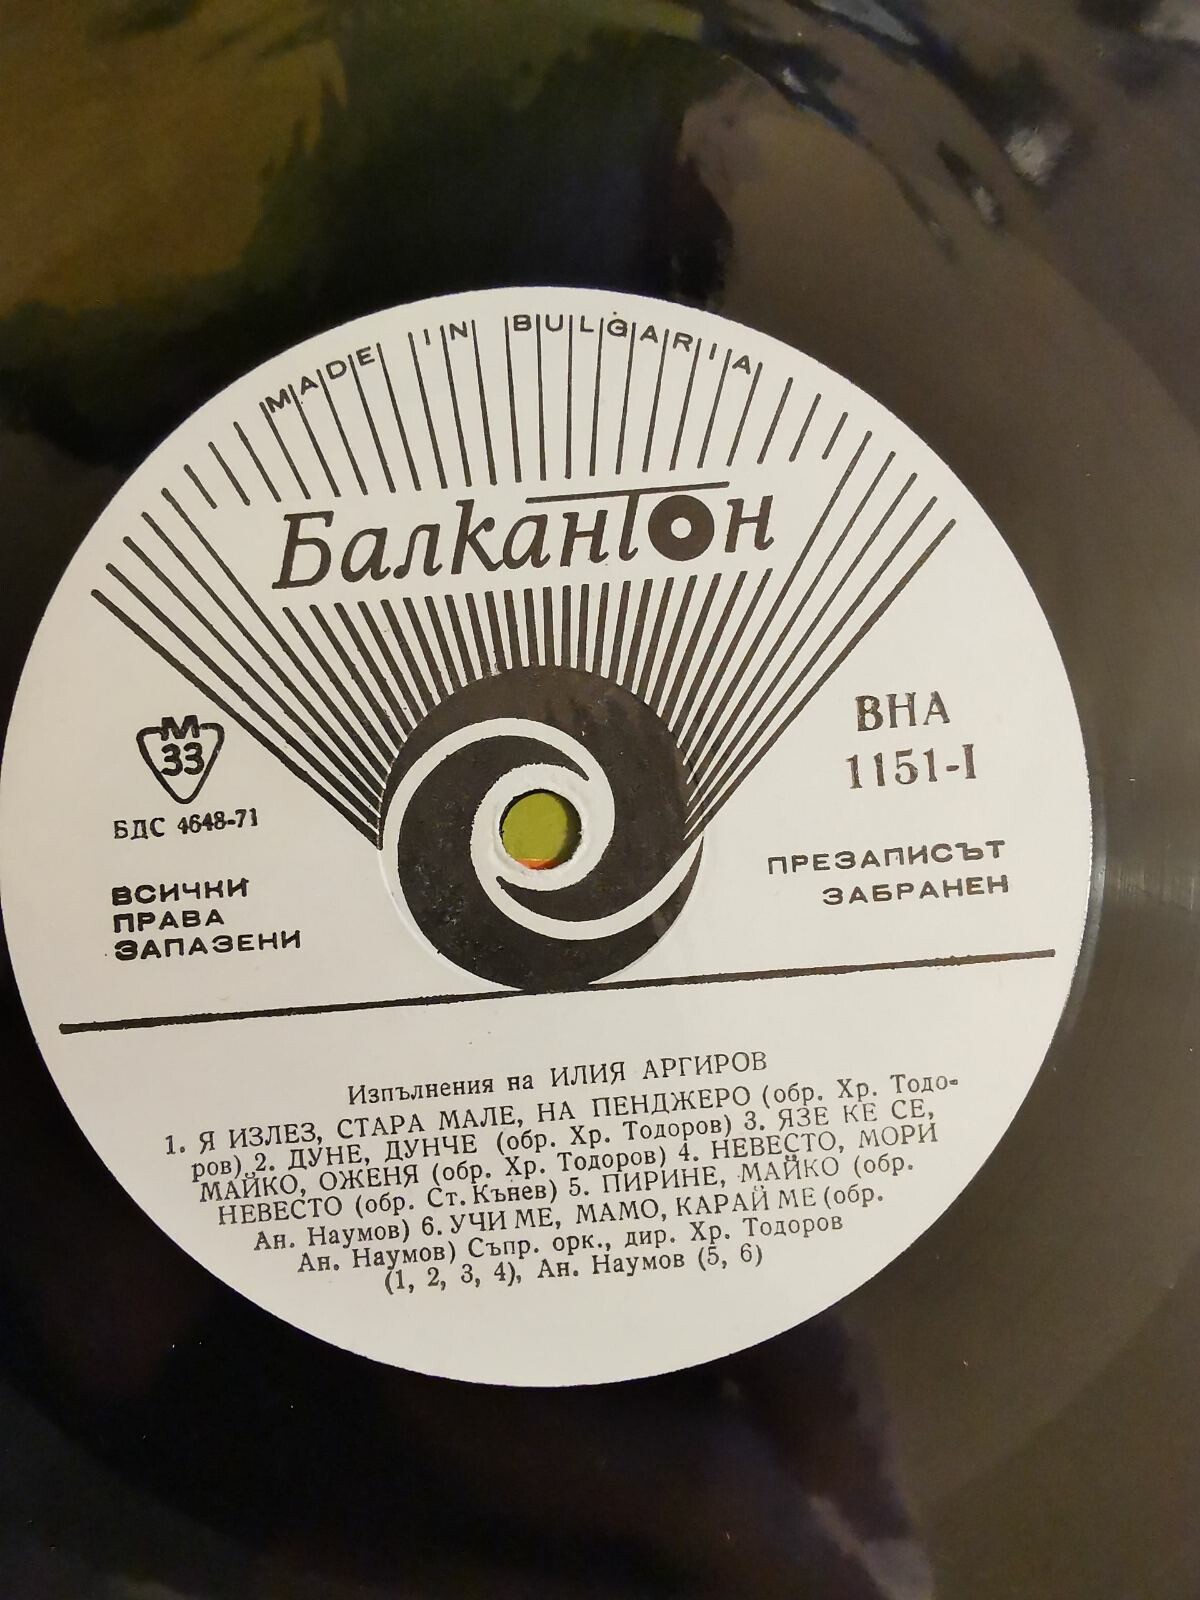 MADE IN BULGARIA
Балкантон
М
33
БДС 4648-71
ВСИЧКИ
ПРАВА
ЗАПАЗЕНИ
ВНА
1151-I
ПРЕЗАПИСЪТ
ЗАБРАНЕН
Изпълнения на ИЛИЯ АРГИРОВ
1. Я ИЗЛЕЗ, СТАРА МАЛЕ, НА ПЕНДЖЕРО (обр. Хр. Тодо-
ров) 2. ДУНЕ, ДУНЧЕ (обр. Хр. Тодоров) 3. ЯЗЕ КЕ СЕ,
МАЙКО, ОЖЕНЯ (обр. Хр. Тодоров) 4. НЕВЕСТО, МОРИ
НЕВЕСТО (обр. Ст. Кънев) 5. ПИРИНЕ, МАЙКО (обр.
Ан. Наумов) 6. УЧИ МЕ, МАМО, КАРАЙ МЕ (обр.
Ан. Наумов) Съпр. орк., дир. Хр. Тодоров
(1, 2, 3, 4), Ан. Наумов (5, 6)